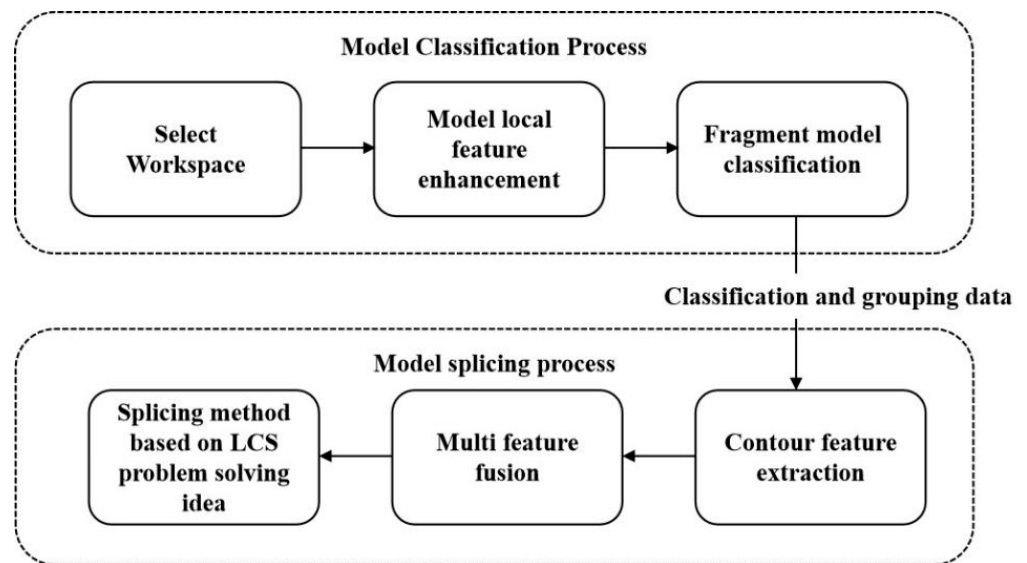 Model Classification Process
Select
Workspace
Model local
feature
enhancement
Fragment model
classification
Classification and grouping data
Model splicing process
Splicing method
based on LCS
problem solving
idea
Multi feature
fusion
Contour feature
extraction